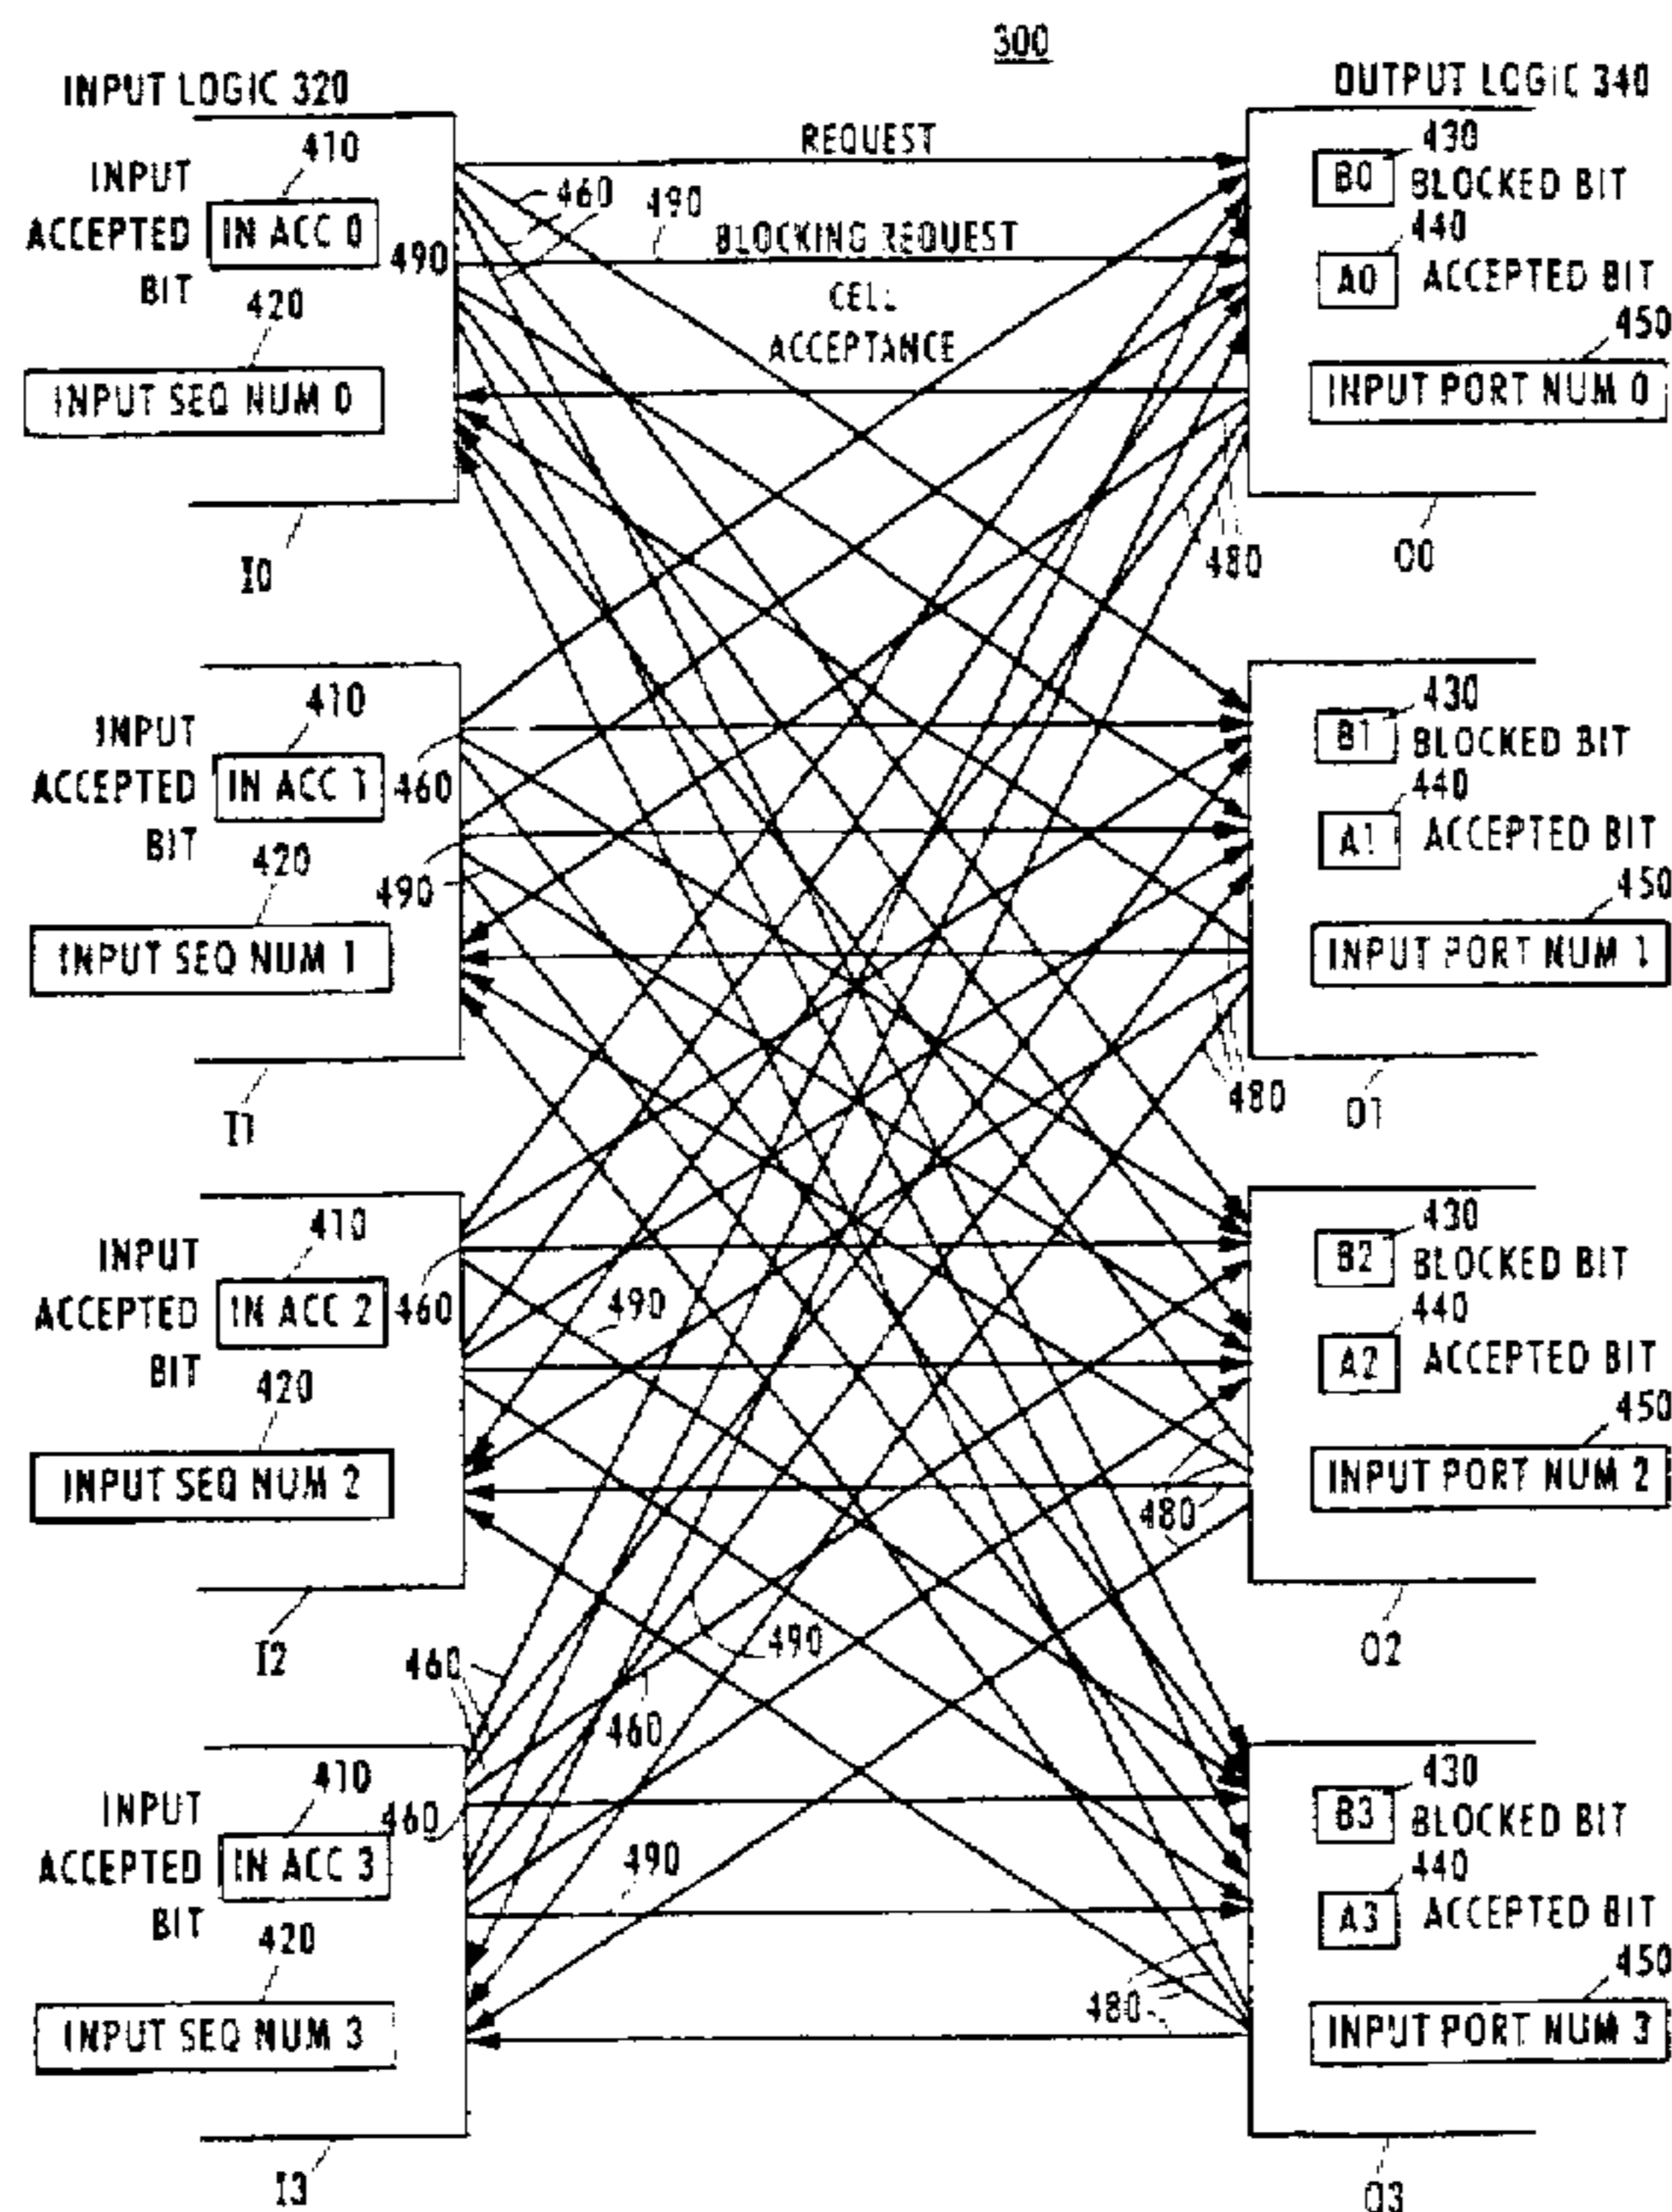 300
INPUT LOGIC 320
OUTPUT LOGIC 340
410
INPUT
ACCEPTED
BIT
IN ACC 0
420
INPUT SEQ NUM 0
I0
REQUEST
460
490
490
BLOCKING REQUEST
CELL
ACCEPTANCE
430
B0
BLOCKED BIT
440
A0
ACCEPTED BIT
450
INPUT PORT NUM 0
480
O0
410
INPUT
ACCEPTED
BIT
IN ACC 1
460
420
490
INPUT SEQ NUM 1
I1
430
B1
BLOCKED BIT
440
A1
ACCEPTED BIT
450
INPUT PORT NUM 1
480
O1
410
INPUT
ACCEPTED
BIT
IN ACC 2
460
490
420
INPUT SEQ NUM 2
I2
430
B2
BLOCKED BIT
440
A2
ACCEPTED BIT
450
INPUT PORT NUM 2
480
O2
490
460
460
410
INPUT
ACCEPTED
BIT
460
IN ACC 3
490
420
INPUT SEQ NUM 3
I3
430
B3
BLOCKED BIT
440
A3
ACCEPTED BIT
450
INPUT PORT NUM 3
480
O3